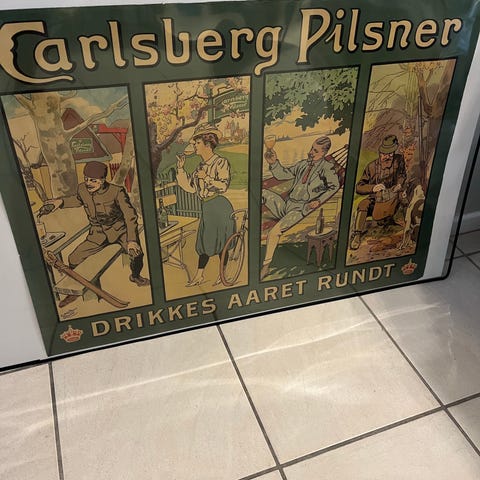 Carlsberg Pilsner
DRIKKES AARET RUNDT